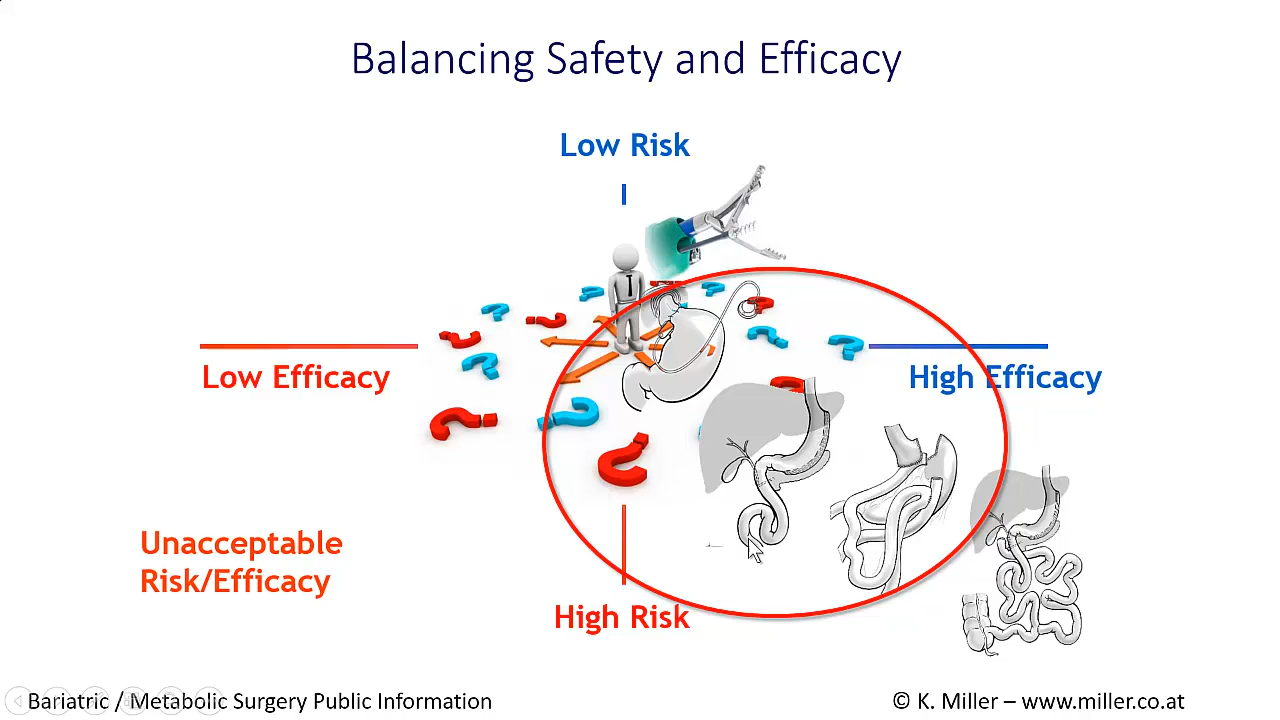 Balancing Safety and Efficacy
Low Risk
Low Efficacy
High Efficacy
Unacceptable
Risk/Efficacy
High Risk
Bariatric / Metabolic Surgery Public Information
© K. Miller – www.miller.co.at